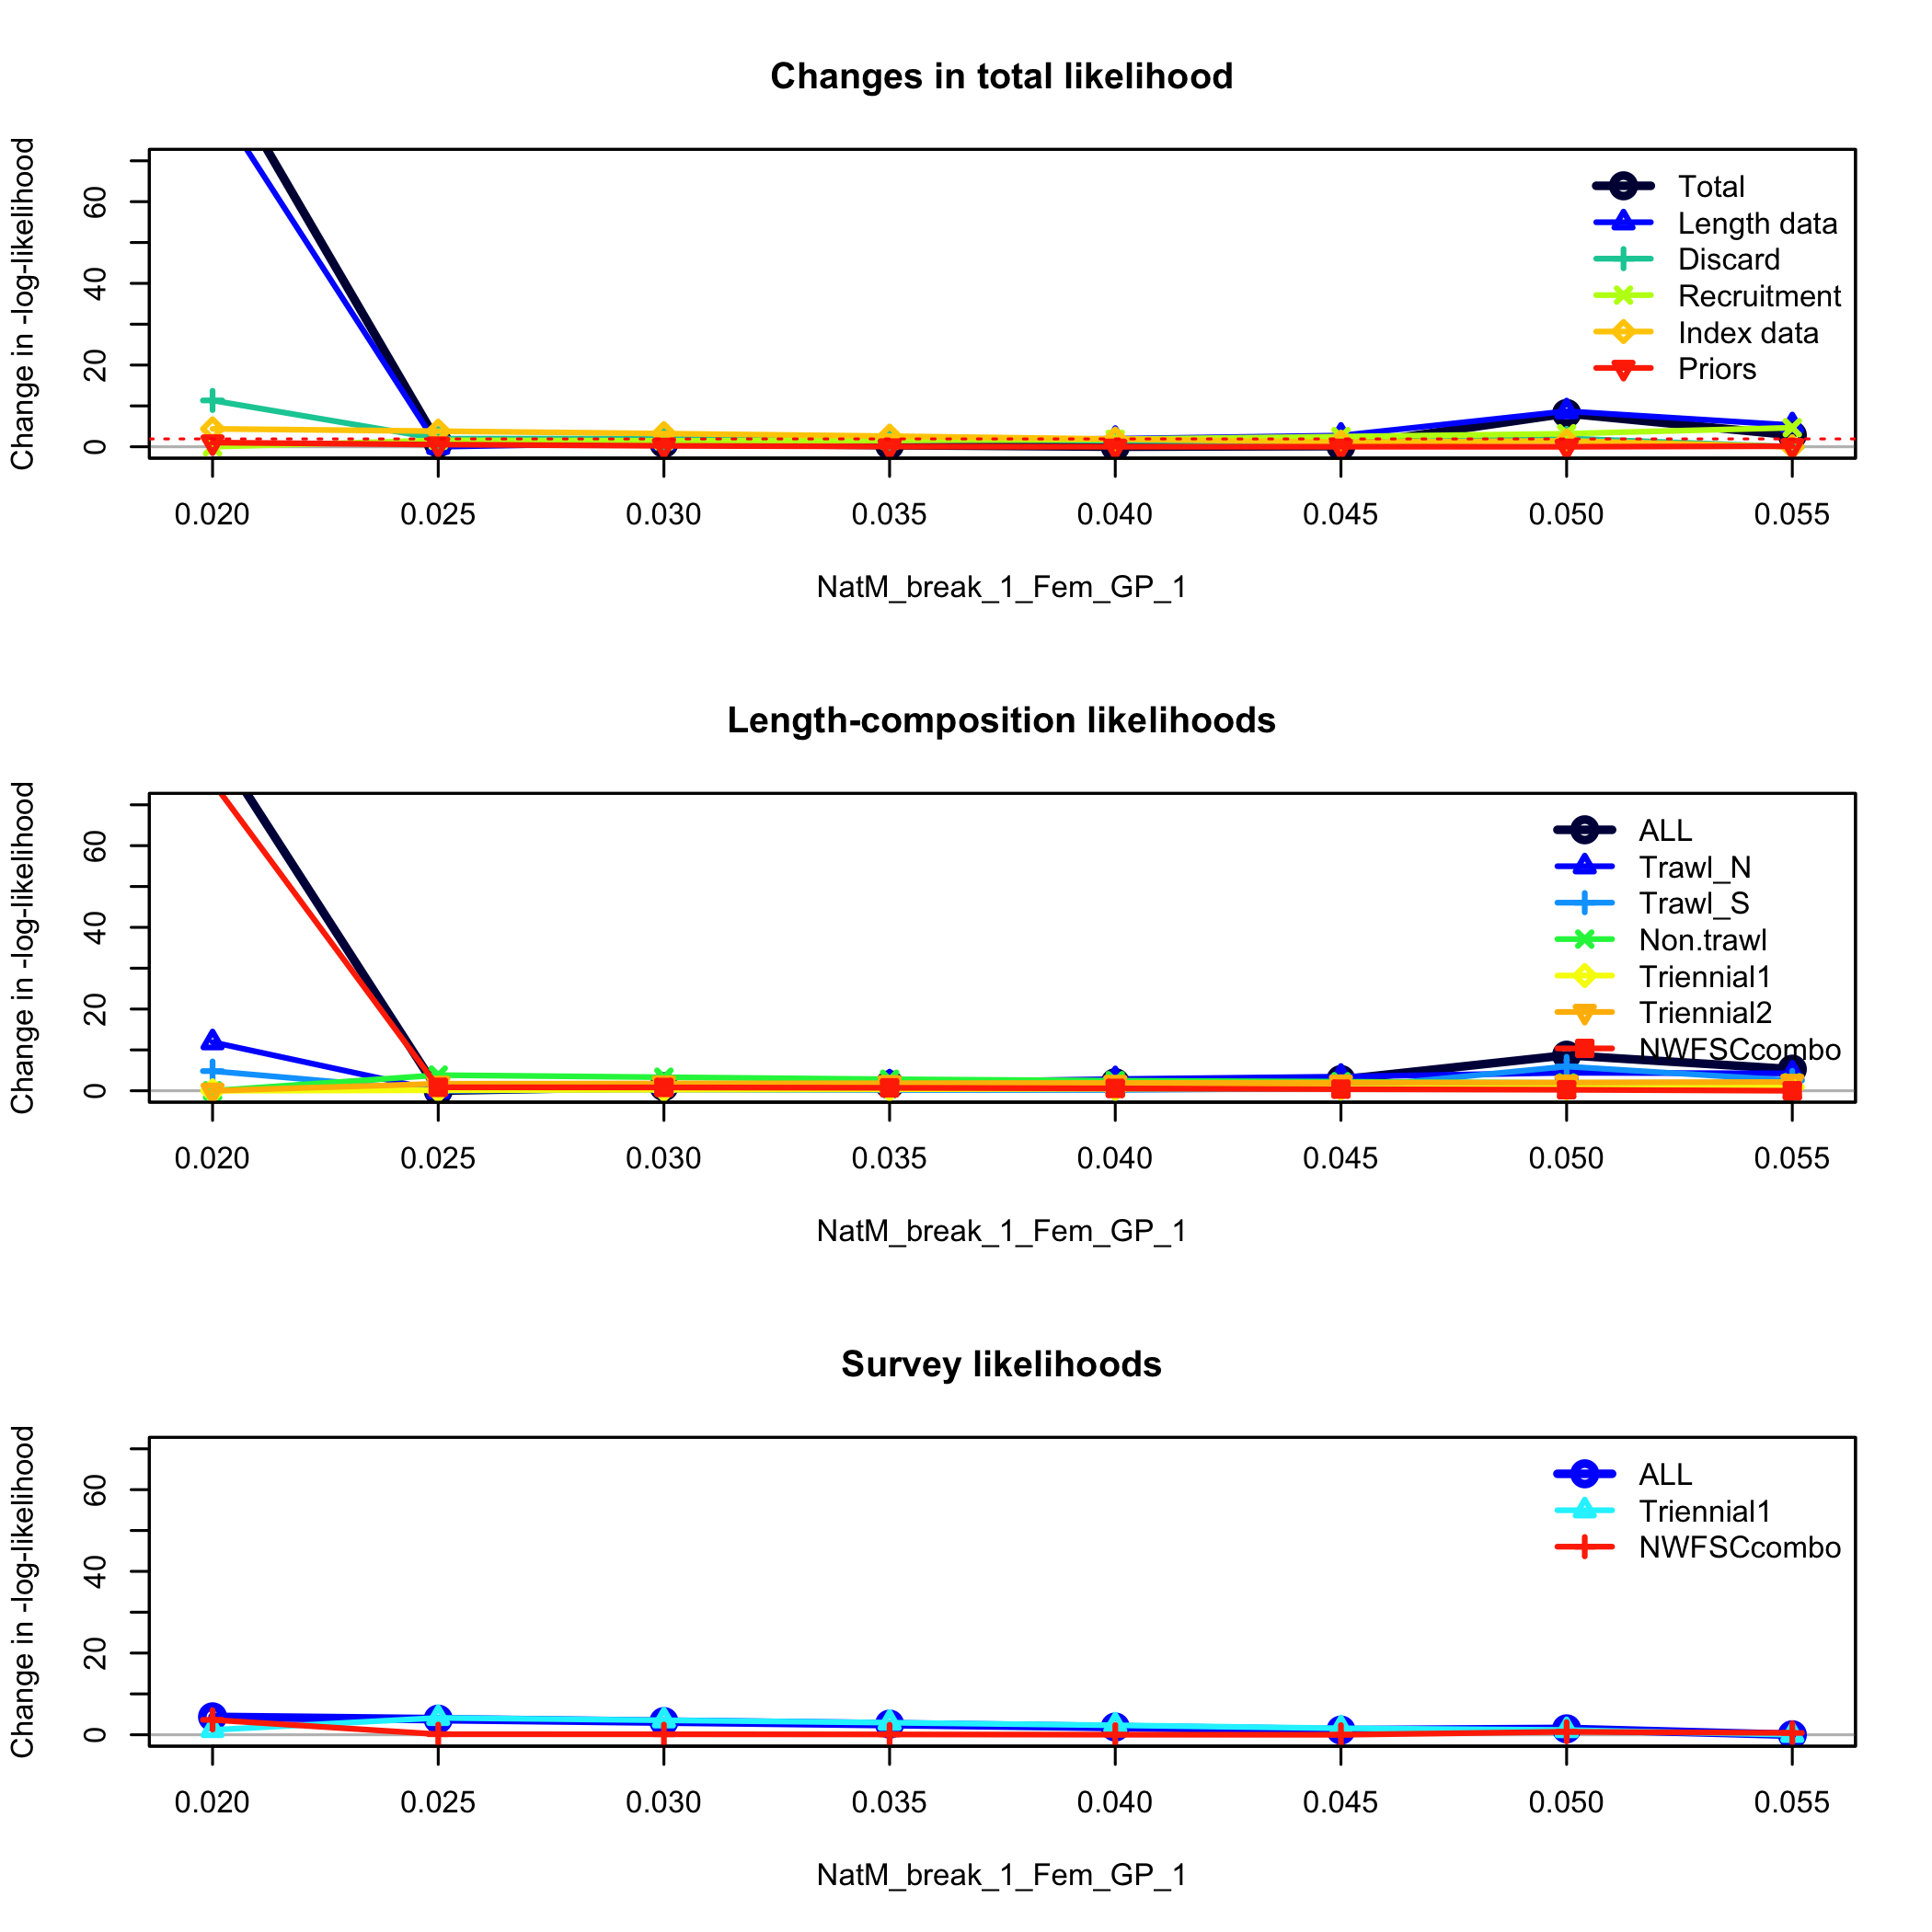 Changes in total likelihood
Change in -log-likelihood
60
40
20
0
Total
Length data
Discard
Recruitment
Index data
Priors
0.020 0.025 0.030 0.035 0.040 0.045 0.050 0.055
NatM_break_1_Fem_GP_1
Length-composition likelihoods
Change in -log-likelihood
60
40
20
0
ALL
Trawl_N
Trawl_S
Non.trawl
Triennial1
Triennial2
NWFSCcombo
0.020 0.025 0.030 0.035 0.040 0.045 0.050 0.055
NatM_break_1_Fem_GP_1
Survey likelihoods
Change in -log-likelihood
60
40
20
0
ALL
Triennial1
NWFSCcombo
0.020 0.025 0.030 0.035 0.040 0.045 0.050 0.055
NatM_break_1_Fem_GP_1